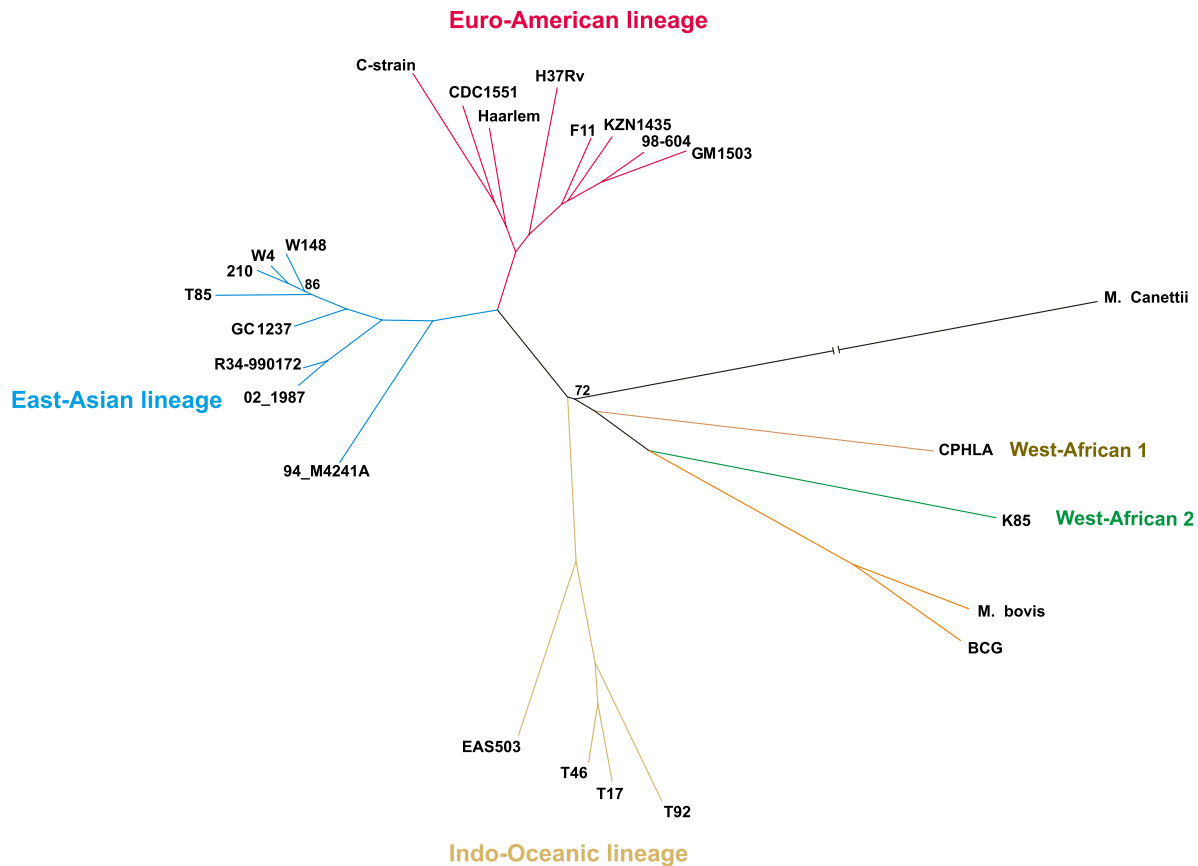 Euro-American lineage
C-strain
H37Rv
CDC1551
Haarlem
F11
KZN1435
98-604
GM1503
W148
W4
210
86
T85
GC1237
R34-990172
02_1987
East-Asian lineage
94_M4241A
M. Canettii
72
CPHLA
West-African 1
K85
West-African 2
M. bovis
BCG
EAS503
T46
T17
T92
Indo-Oceanic lineage